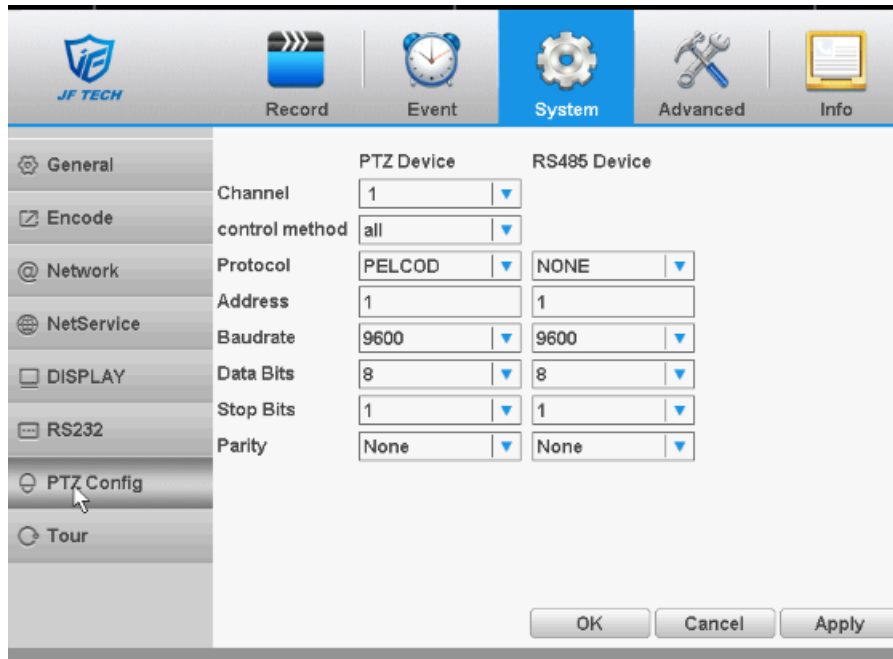 JF TECH
Record Event System Advanced Info
General
Encode
Network
NetService
DISPLAY
RS232
PTZ Config
Tour
PTZ Device RS485 Device
Channel 1
control method all
Protocol PELCOD NONE
Address 1 1
Baudrate 9600 9600
Data Bits 8 8
Stop Bits 1 1
Parity None None
OK Cancel Apply